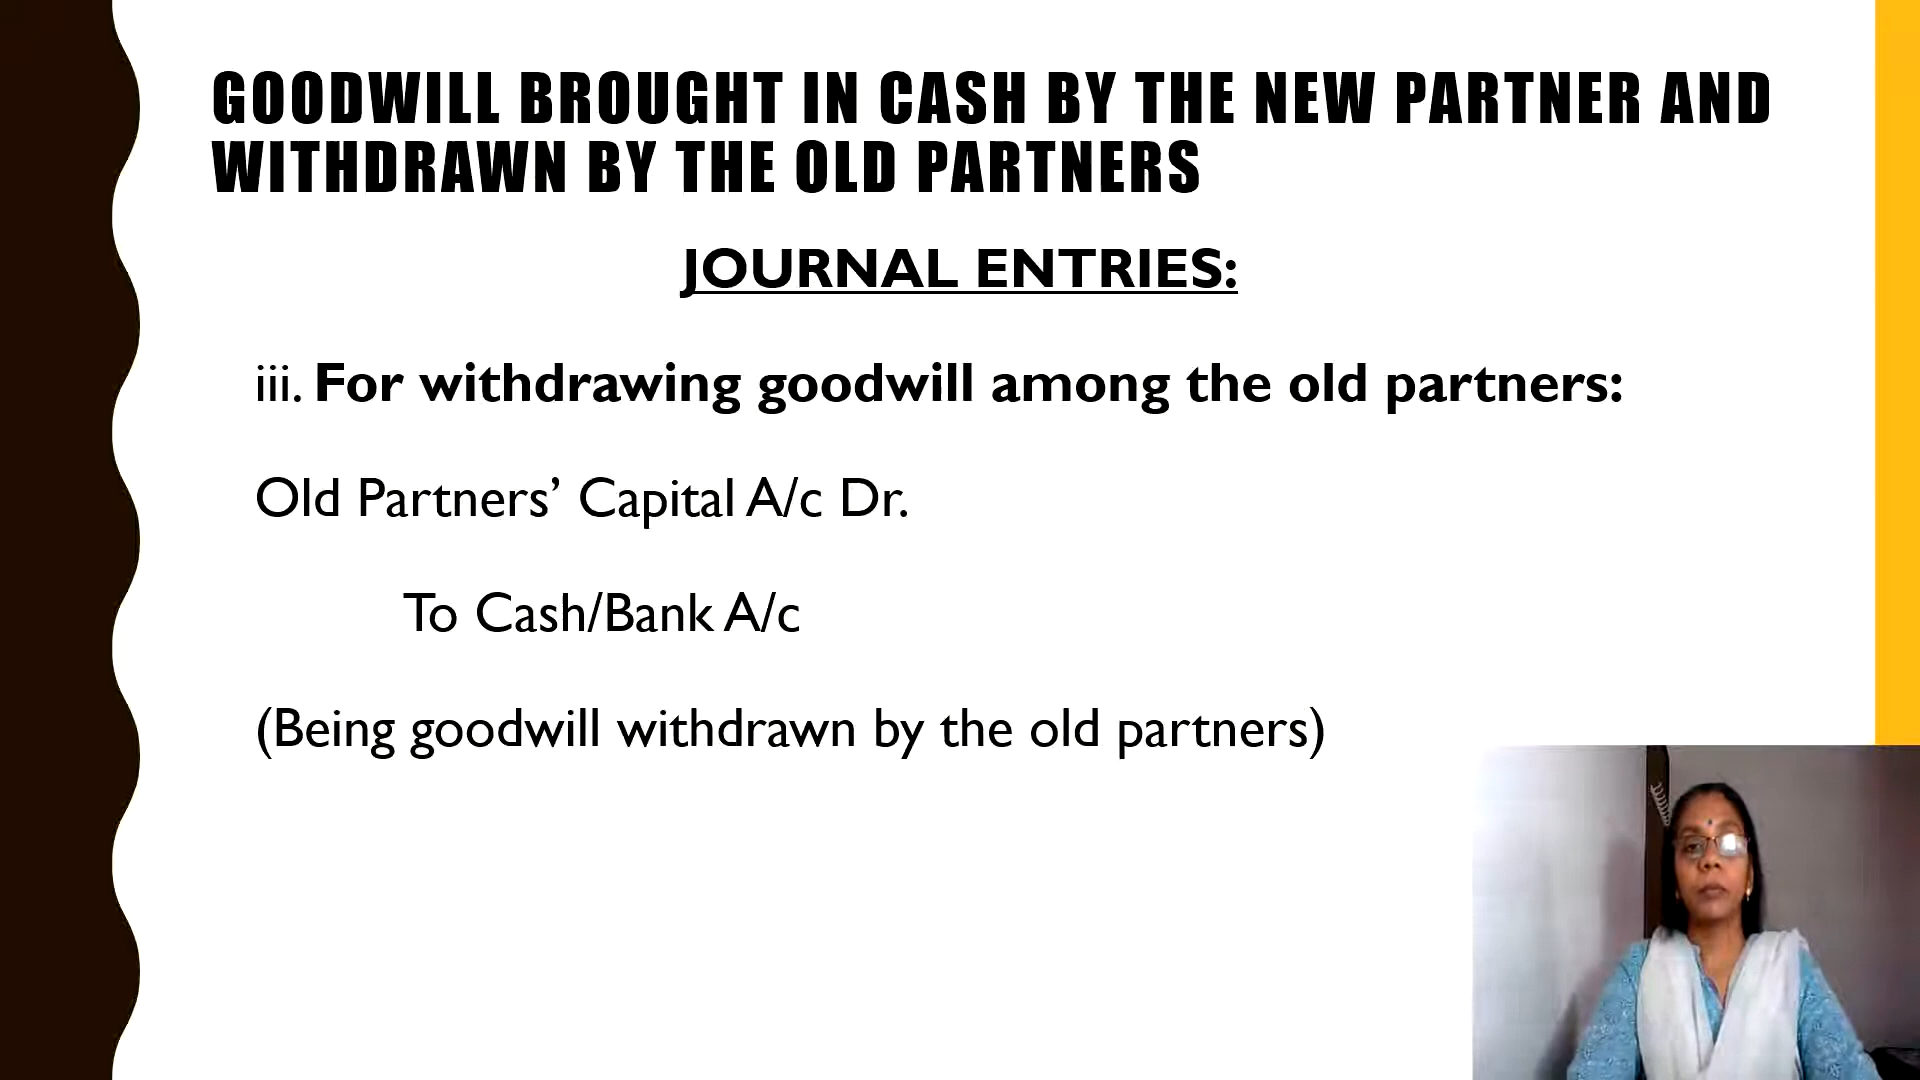 GOODWILL BROUGHT IN CASH BY THE NEW PARTNER AND
WITHDRAWN BY THE OLD PARTNERS
JOURNAL ENTRIES:
iii. For withdrawing goodwill among the old partners:
Old Partners’ Capital A/c Dr.
To Cash/Bank A/c
(Being goodwill withdrawn by the old partners)